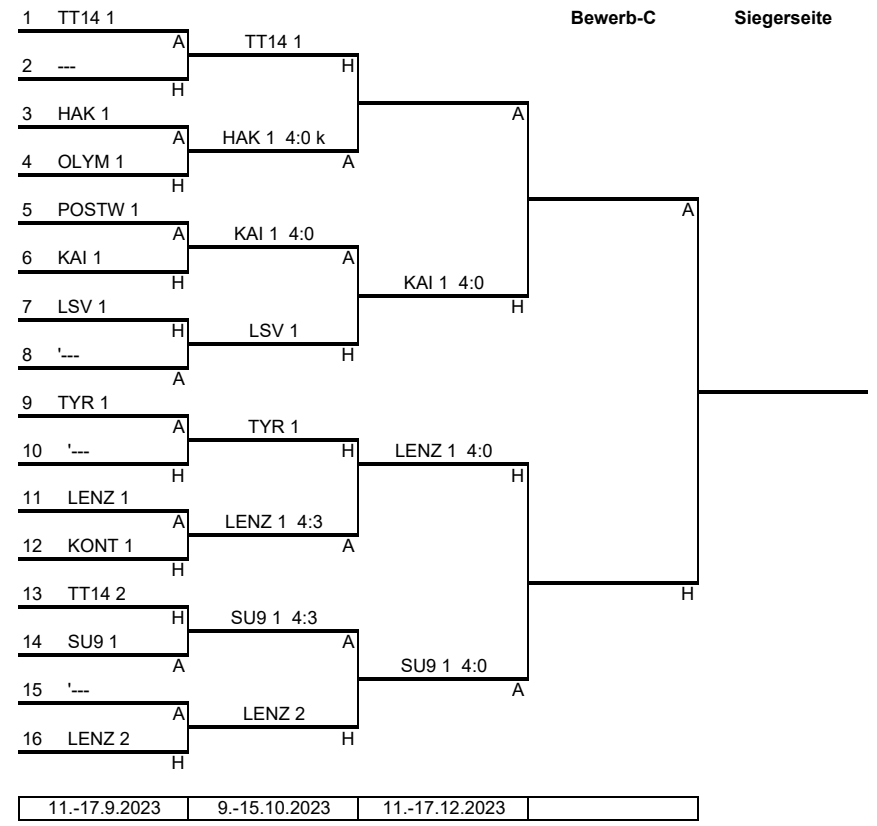 1 TT14 1 Bewerb-C Siegerseite
A TT14 1
2 --- H
H
3 HAK 1 A
A HAK 1 4:0 k
4 OLYM 1 A
H
5 POSTW 1 A
A KAI 1 4:0
6 KAI 1 A
H KAI 1 4:0
7 LSV 1 H
H LSV 1
8 '--- H
A
9 TYR 1
A TYR 1
10 '--- H LENZ 1 4:0
H H
11 LENZ 1
A LENZ 1 4:3
12 KONT 1 A
H
13 TT14 2 H
H SU9 1 4:3
14 SU9 1 A
A SU9 1 4:0
15 '--- A
A LENZ 2
16 LENZ 2 H
H
11.-17.9.2023 9.-15.10.2023 11.-17.12.2023